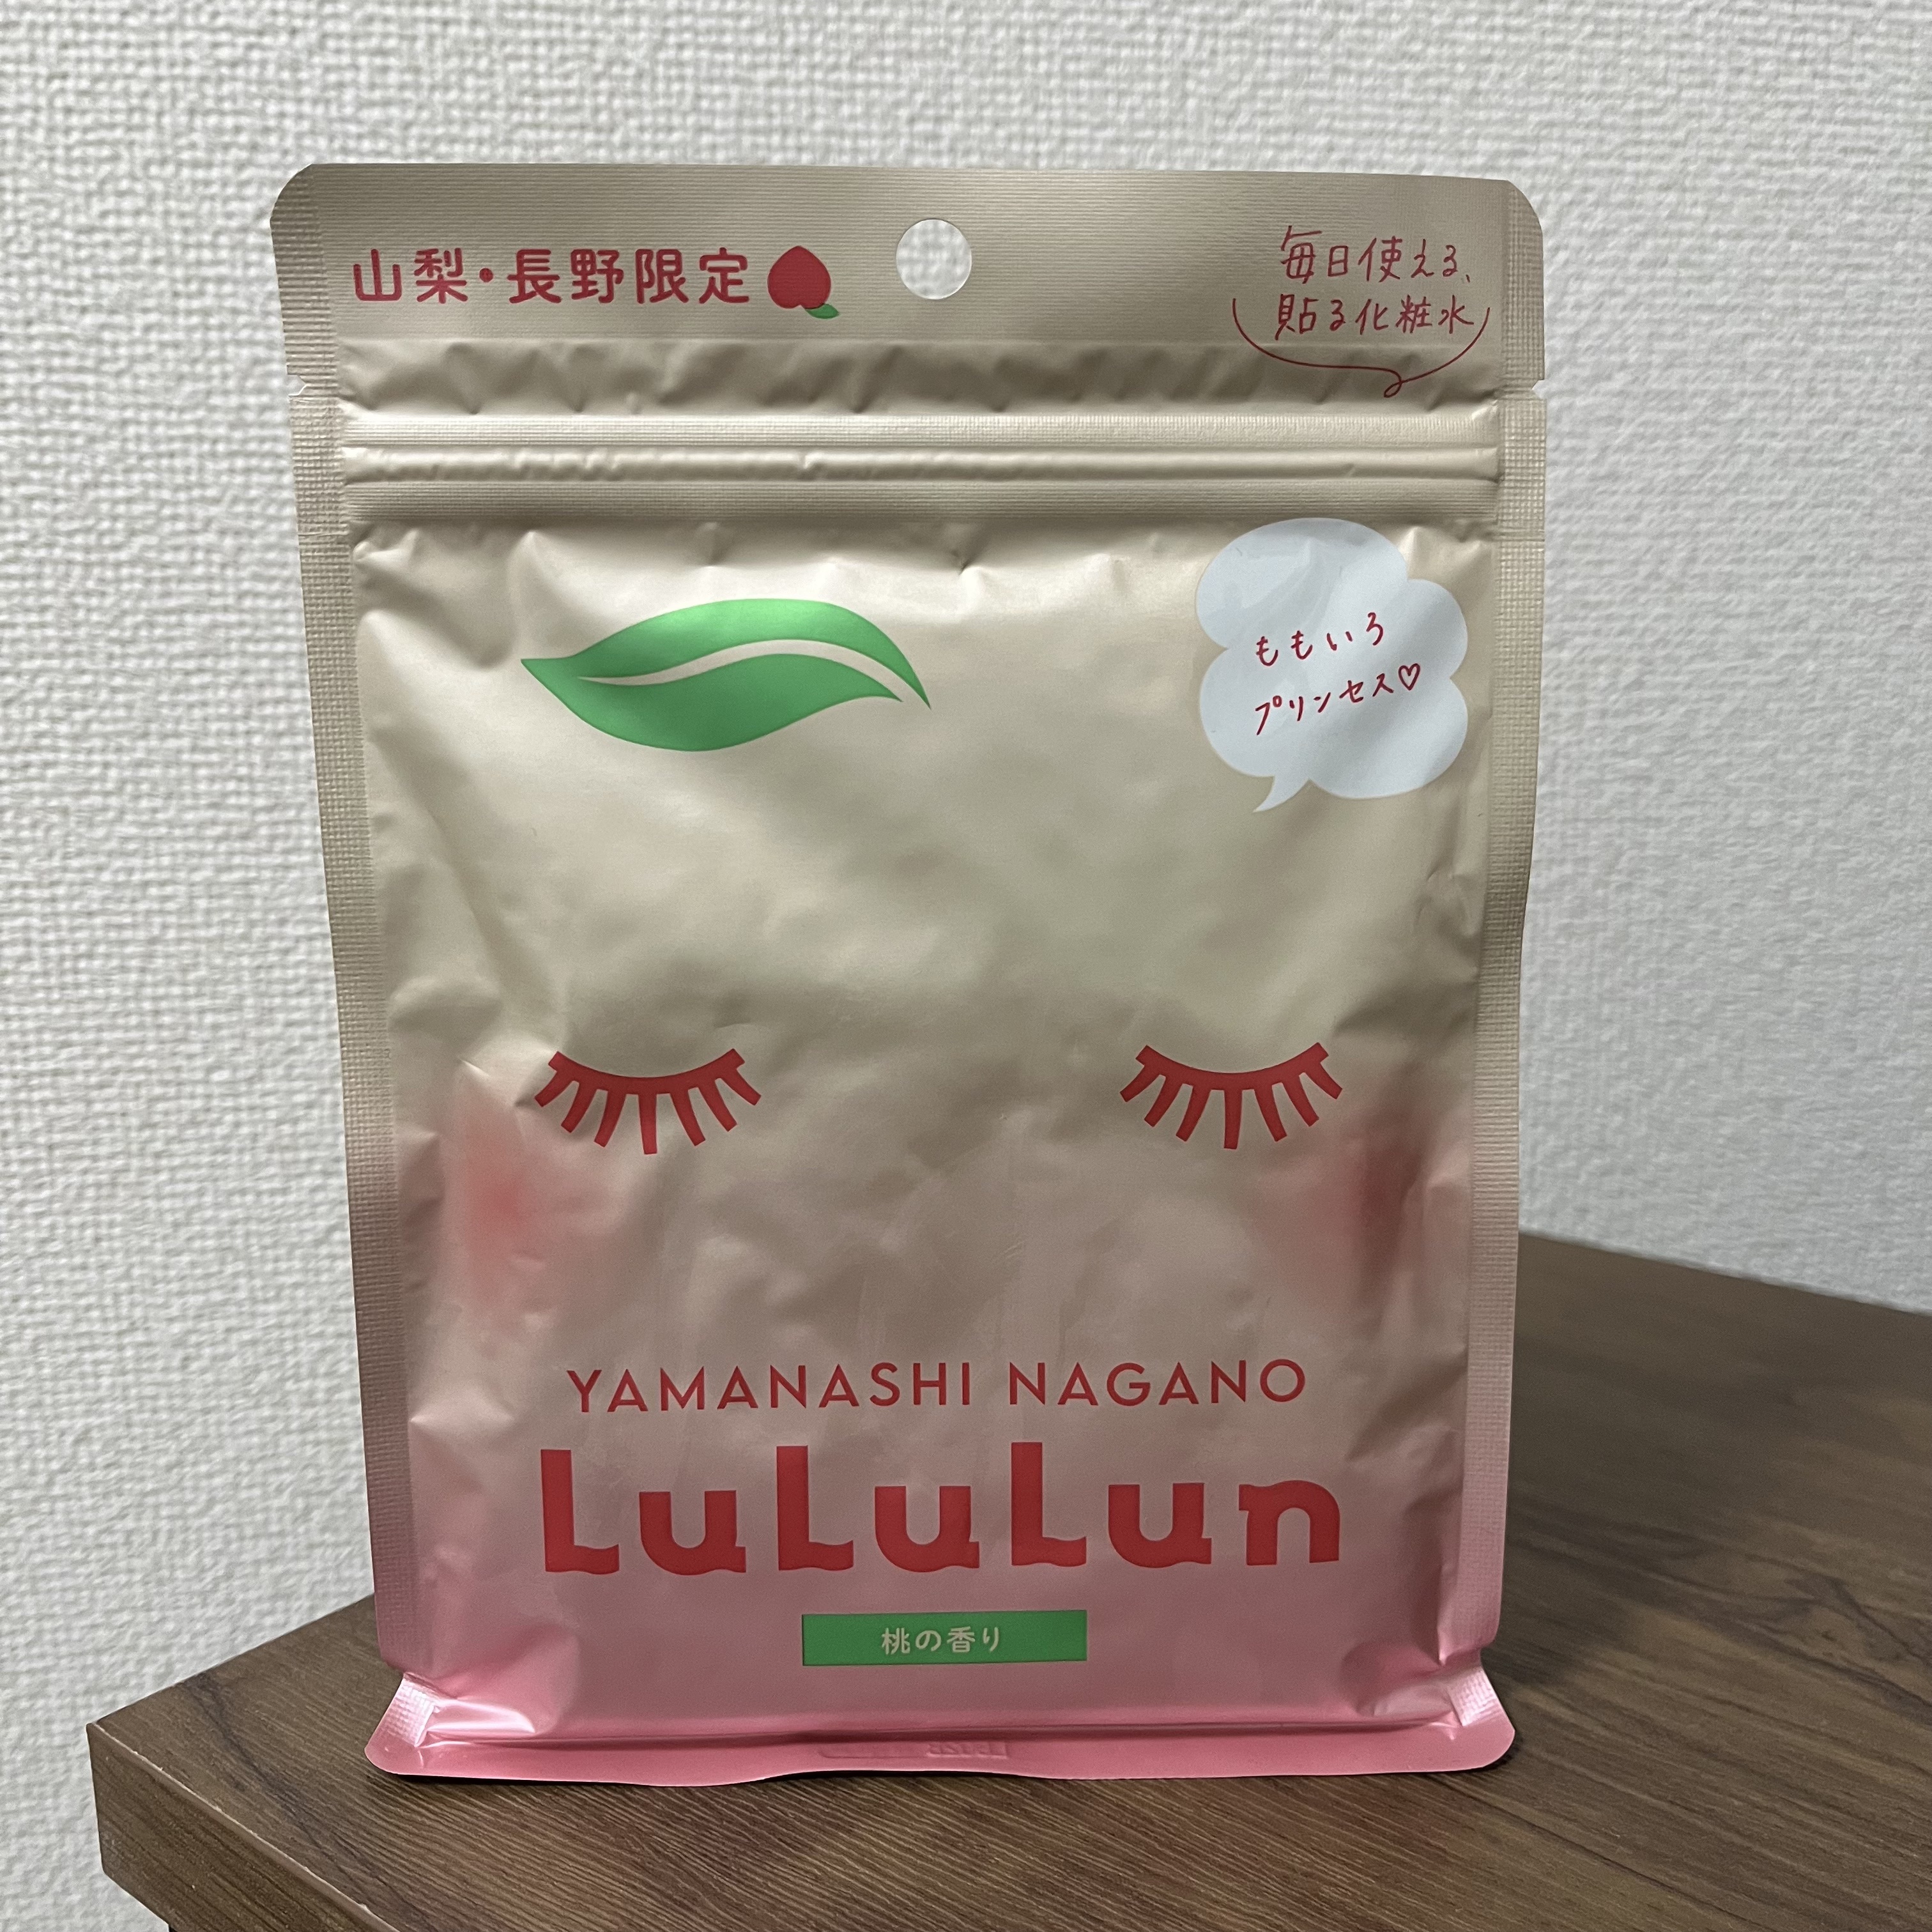 山梨・長野限定
毎日使える、
貼る化粧水
ももいろ
プリンセス♡
YAMANASHI NAGANO
LuLuLun
桃の香り